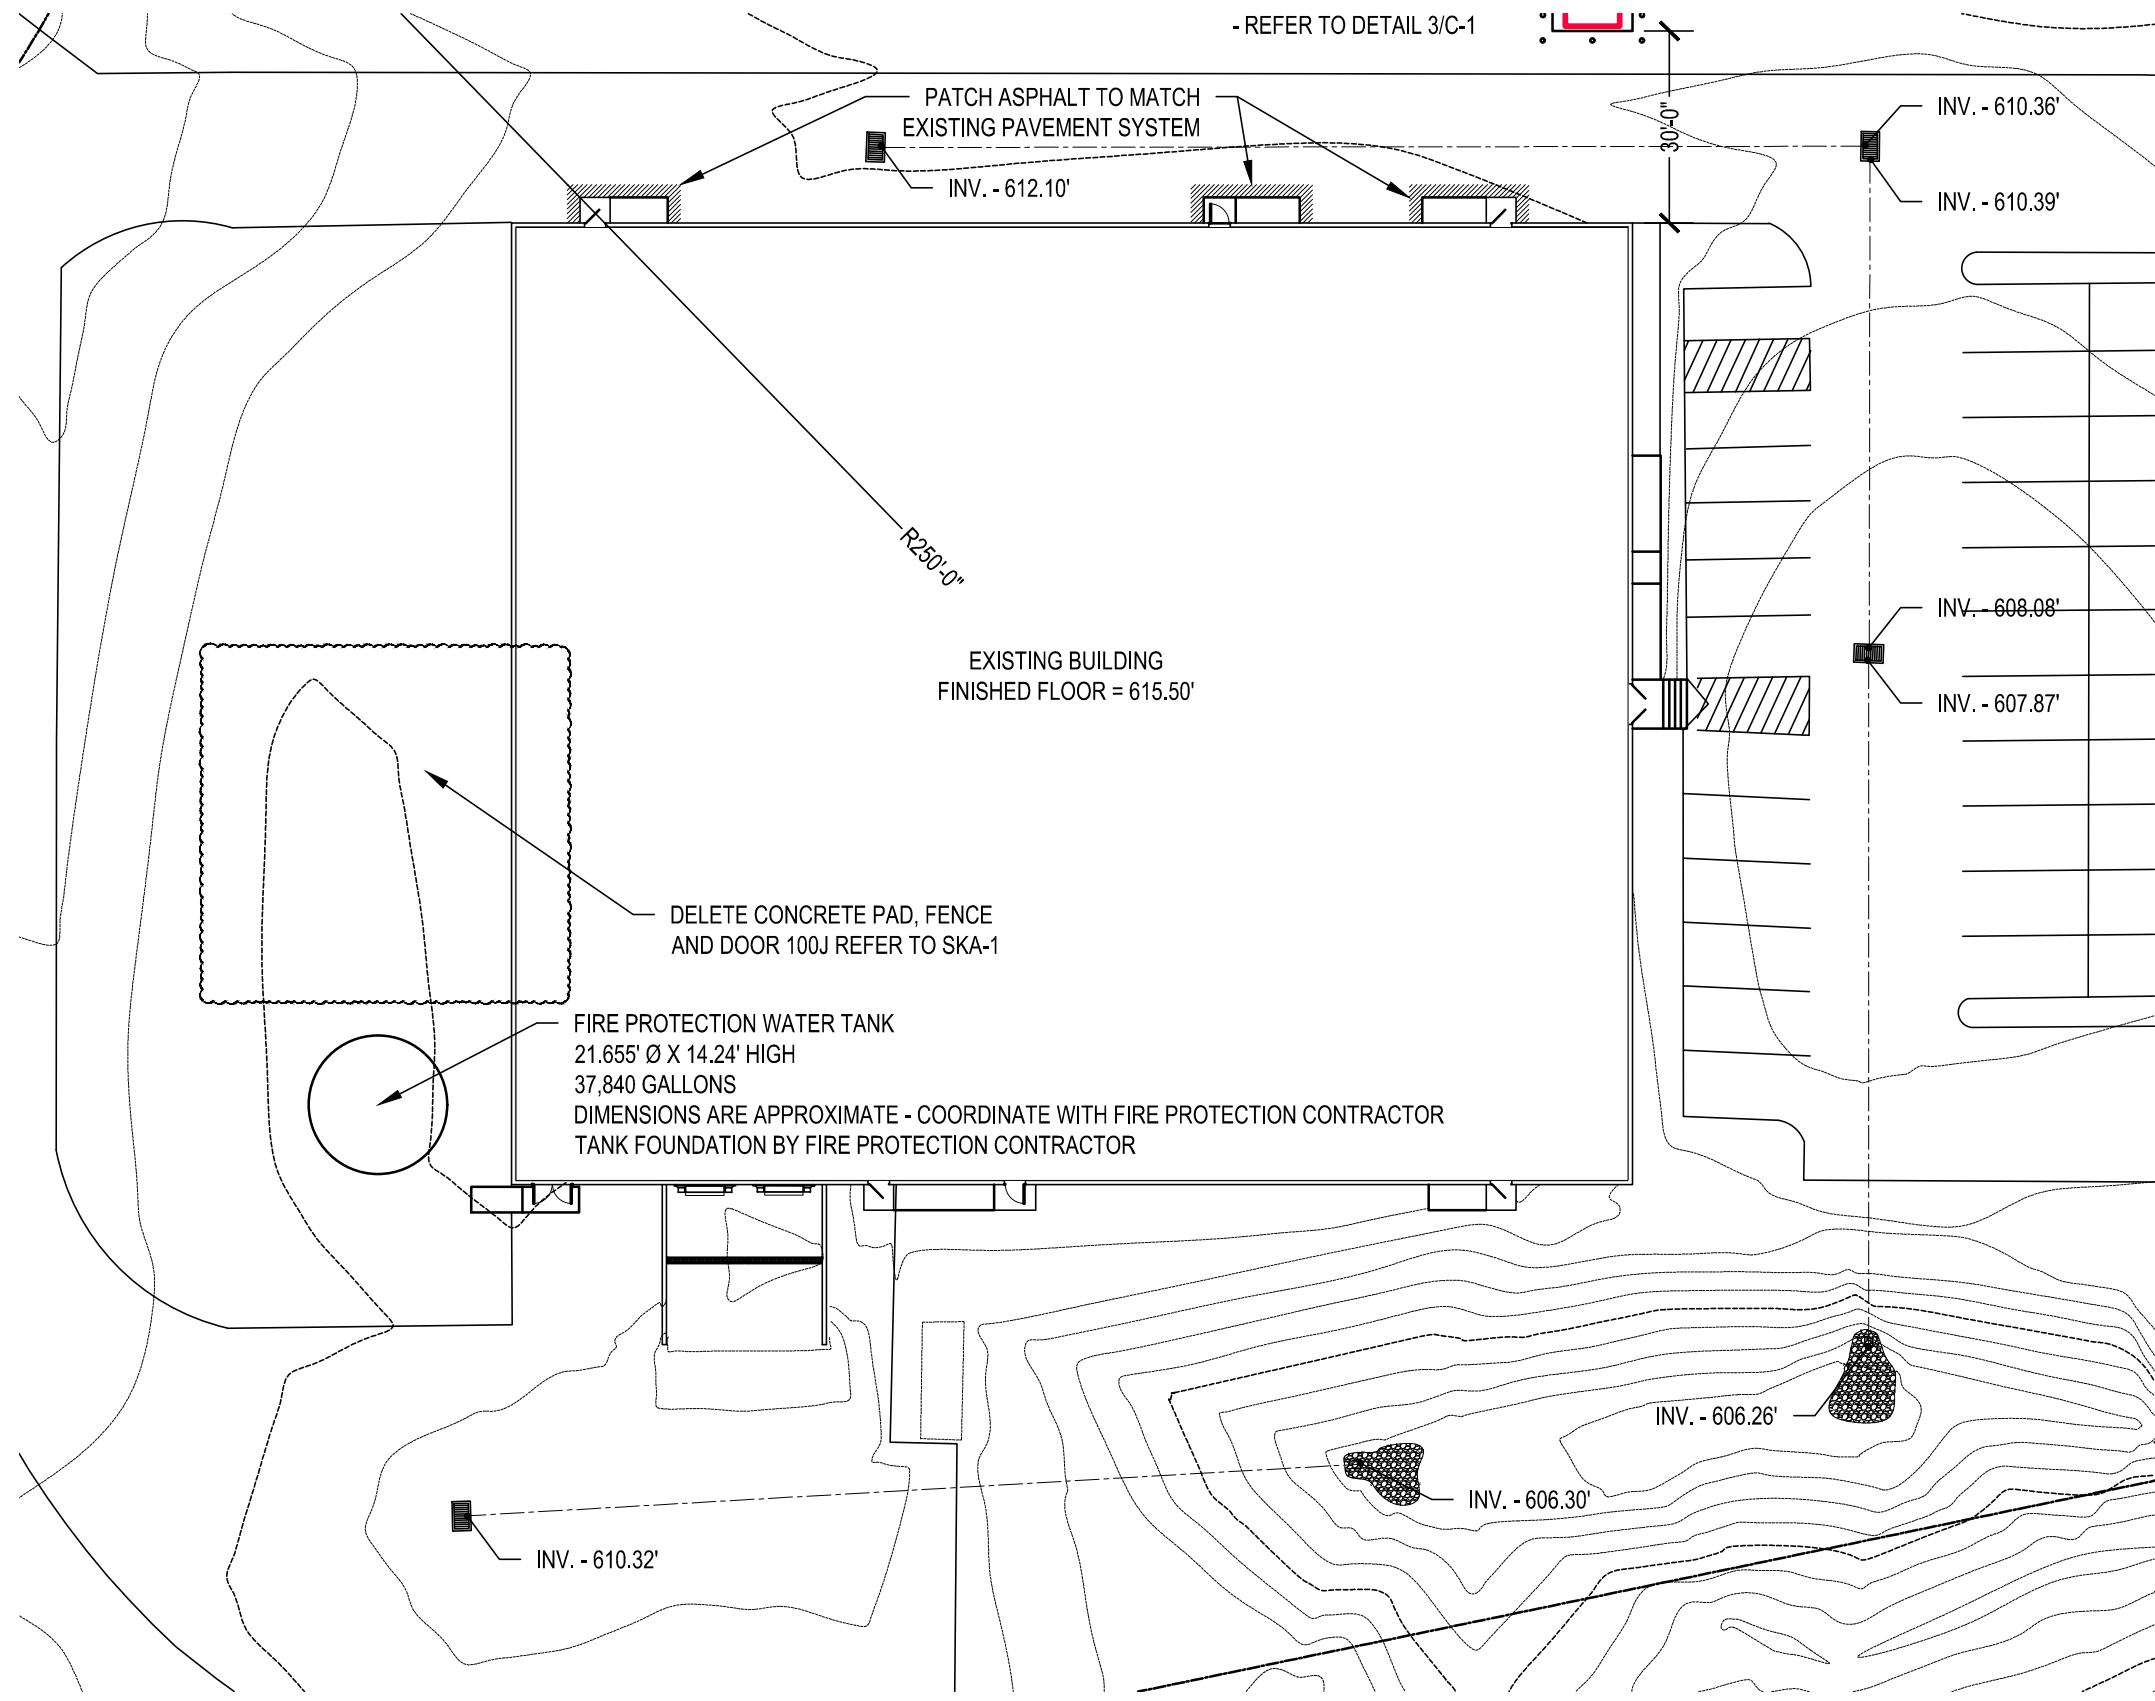 - REFER TO DETAIL 3/C-1
PATCH ASPHALT TO MATCH
EXISTING PAVEMENT SYSTEM
30'-0"
INV. - 610.36'
INV. - 612.10'
INV. - 610.39'
R250'-0"
INV. - 608.08'
EXISTING BUILDING
FINISHED FLOOR = 615.50'
INV. - 607.87'
DELETE CONCRETE PAD, FENCE
AND DOOR 100J REFER TO SKA-1
FIRE PROTECTION WATER TANK
21.655' Ø X 14.24' HIGH
37,840 GALLONS
DIMENSIONS ARE APPROXIMATE - COORDINATE WITH FIRE PROTECTION CONTRACTOR
TANK FOUNDATION BY FIRE PROTECTION CONTRACTOR
INV. - 606.26'
INV. - 606.30'
INV. - 610.32'